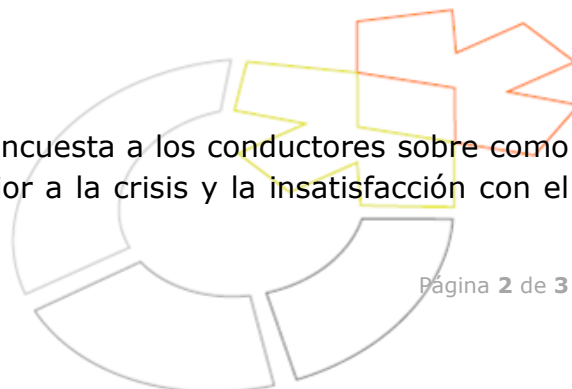 ncuesta a los conductores sobre como
or a la crisis y la insatisfacción con el
Página 2 de 3